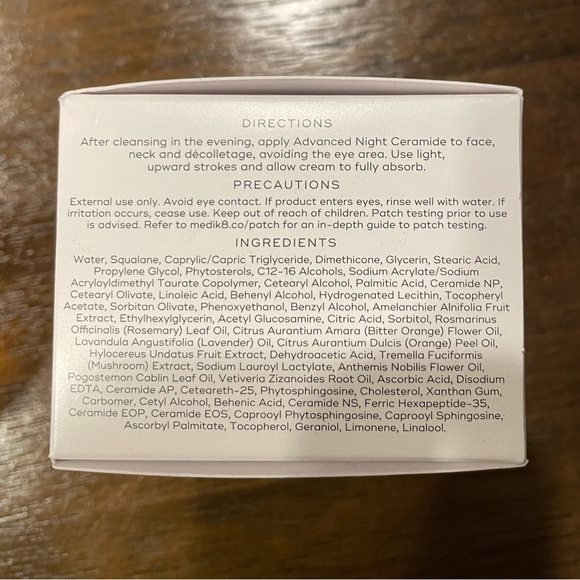 DIRECTIONS
After cleansing in the evening, apply Advanced Night Ceramide to face,
neck and décolletage, avoiding the eye area. Use light,
upward strokes and allow cream to fully absorb.
PRECAUTIONS
External use only. Avoid eye contact. If product enters eyes, rinse well with water. If
irritation occurs, cease use. Keep out of reach of children. Patch testing prior to use
is advised. Refer to medik8.co/patch for an in-depth guide to patch testing.
INGREDIENTS
Water, Squalane, Caprylic/Capric Triglyceride, Dimethicone, Glycerin, Stearic Acid,
Propylene Glycol, Phytosterols, C12-16 Alcohols, Sodium Acrylate/Sodium
Acryloyldimethyl Taurate Copolymer, Cetearyl Alcohol, Palmitic Acid, Ceramide NP,
Cetearyl Olivate, Linoleic Acid, Behenyl Alcohol, Hydrogenated Lecithin, Tocopheryl
Acetate, Sorbitan Olivate, Phenoxyethanol, Benzyl Alcohol, Amelanchier Alnifolia Fruit
Extract, Ethylhexylglycerin, Acetyl Glucosamine, Citric Acid, Sorbitol, Rosmarinus
Officinalis (Rosemary) Leaf Oil, Citrus Aurantium Amara (Bitter Orange) Flower Oil,
Lavandula Angustifolia (Lavender) Oil, Citrus Aurantium Dulcis (Orange) Peel Oil,
Hylocereus Undatus Fruit Extract, Dehydroacetic Acid, Tremella Fuciformis
(Mushroom) Extract, Sodium Lauroyl Lactylate, Anthemis Nobilis Flower Oil,
Pogostemon Cablin Leaf Oil, Vetiveria Zizanoides Root Oil, Ascorbic Acid, Disodium
EDTA, Ceramide AP, Ceteareth-25, Phytosphingosine, Cholesterol, Xanthan Gum,
Carbomer, Cetyl Alcohol, Behenic Acid, Ceramide NS, Ferric Hexapeptide-35,
Ceramide EOP, Ceramide EOS, Caprooyl Phytosphingosine, Caprooyl Sphingosine,
Ascorbyl Palmitate, Tocopherol, Geraniol, Limonene, Linalool.